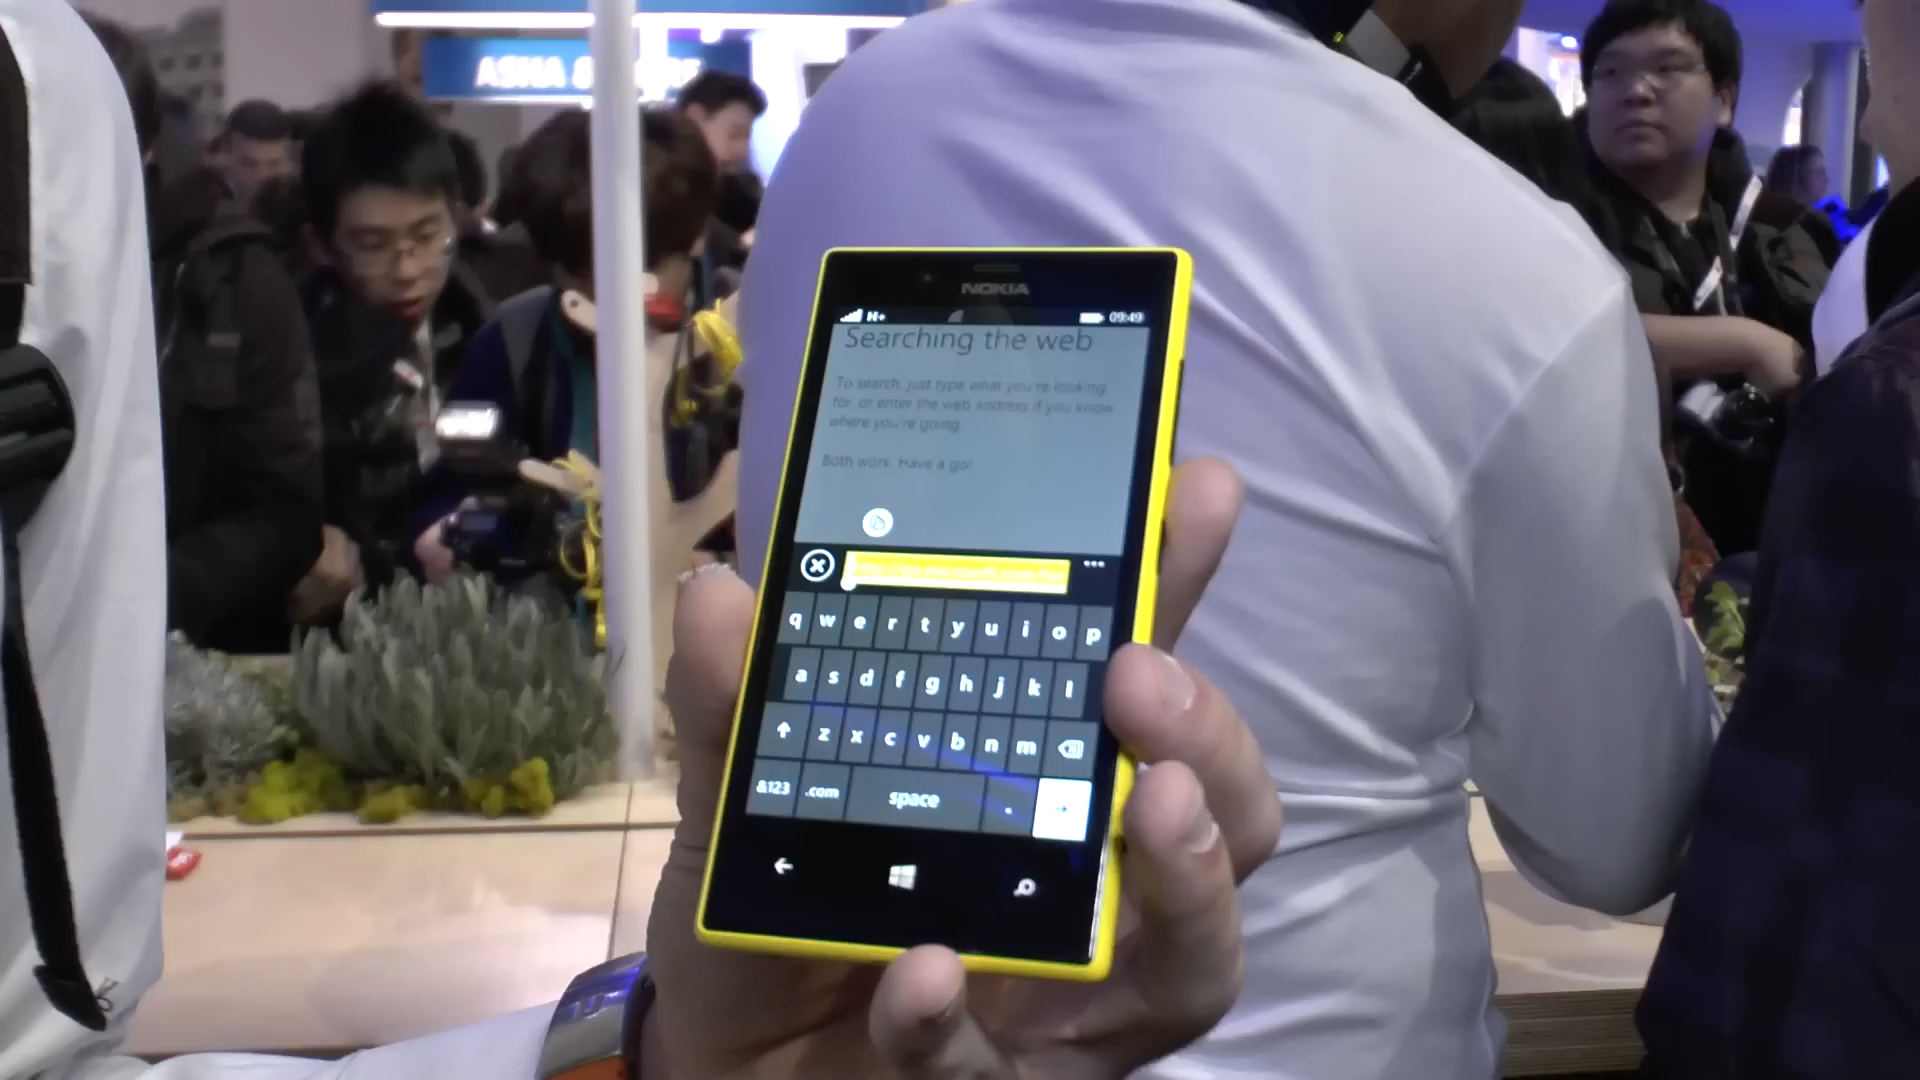 ASHA &
NOKIA
H+ 09:49
Searching the web
To search, just type what you're looking
for, or enter the web address if you know
where you're going.
Both work. Have a go!
...
q w e r t y u i o p
a s d f g h j k l
z x c v b n m
&123 .com space .